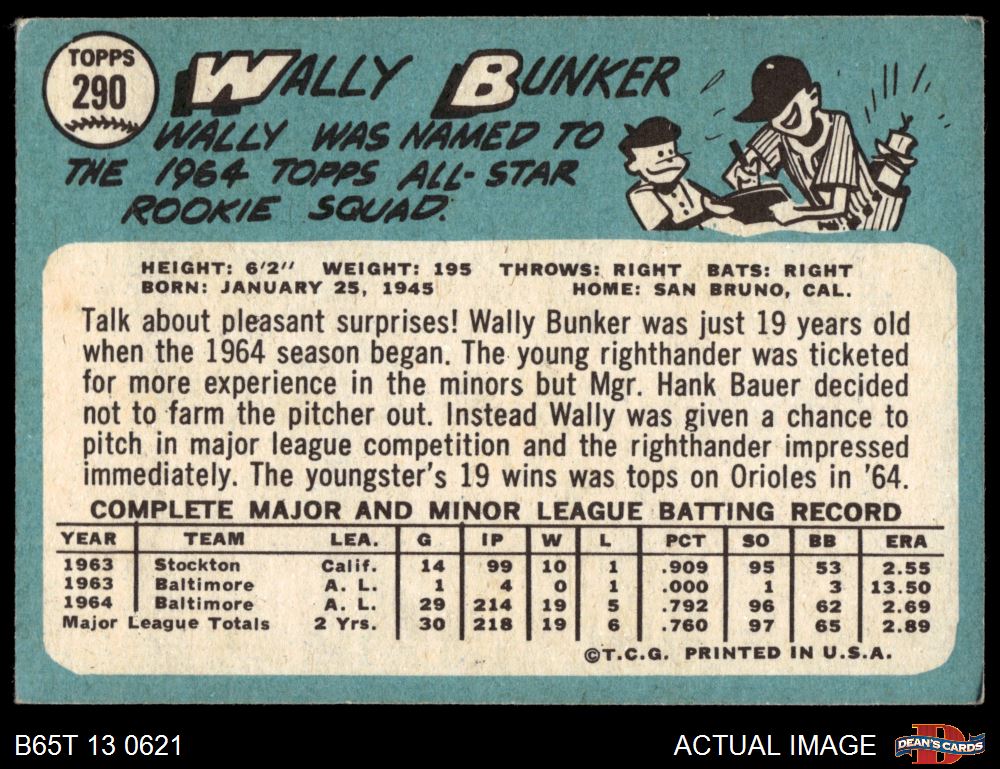 TOPPS
290
WALLY BUNKER
WALLY WAS NAMED TO
THE 1964 TOPPS ALL-STAR
ROOKIE SQUAD.
HEIGHT: 6'2" WEIGHT: 195 THROWS: RIGHT BATS: RIGHT
BORN: JANUARY 25, 1945 HOME: SAN BRUNO, CAL.
Talk about pleasant surprises! Wally Bunker was just 19 years old
when the 1964 season began. The young righthander was ticketed
for more experience in the minors but Mgr. Hank Bauer decided
not to farm the pitcher out. Instead Wally was given a chance to
pitch in major league competition and the righthander impressed
immediately. The youngster's 19 wins was tops on Orioles in '64.
COMPLETE MAJOR AND MINOR LEAGUE BATTING RECORD
YEAR TEAM LEA. G IP W L PCT SO BB ERA
1963 Stockton Calif. 14 99 10 1 .909 95 53 2.55
1963 Baltimore A. L. 1 4 0 1 .000 1 3 13.50
1964 Baltimore A. L. 29 214 19 5 .792 96 62 2.69
Major League Totals 2 Yrs. 30 218 19 6 .760 97 65 2.89
©T.C.G. PRINTED IN U.S.A.
B65T 13 0621 ACTUAL IMAGE
DEAN'S CARDS